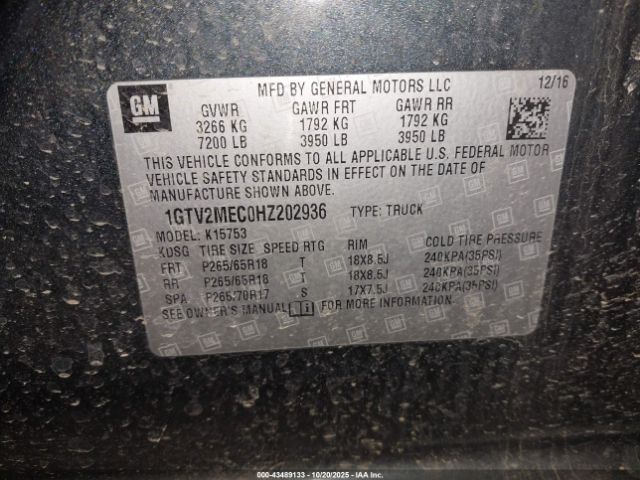 GM
MFD BY GENERAL MOTORS LLC 12/16
GVWR GAWR FRT GAWR RR
3266 KG 1792 KG 1792 KG
7200 LB 3950 LB 3950 LB
THIS VEHICLE CONFORMS TO ALL APPLICABLE U.S. FEDERAL MOTOR
VEHICLE SAFETY STANDARDS IN EFFECT ON THE DATE OF
MANUFACTURE SHOWN ABOVE.
1GTV2MEC0HZ202936 TYPE: TRUCK
MODEL: K15753
KDSG TIRE SIZE SPEED RTG RIM COLD TIRE PRESSURE
FRT P265/65R18 T 18X8.5J 240KPA(35PSI)
RR P265/65R18 T 18X8.5J 240KPA(35PSI)
SPA P265/70R17 S 17X7.5J 240KPA(35PSI)
SEE OWNER'S MANUAL FOR MORE INFORMATION.
000-43489133 - 10/20/2025 - IAAI.COM